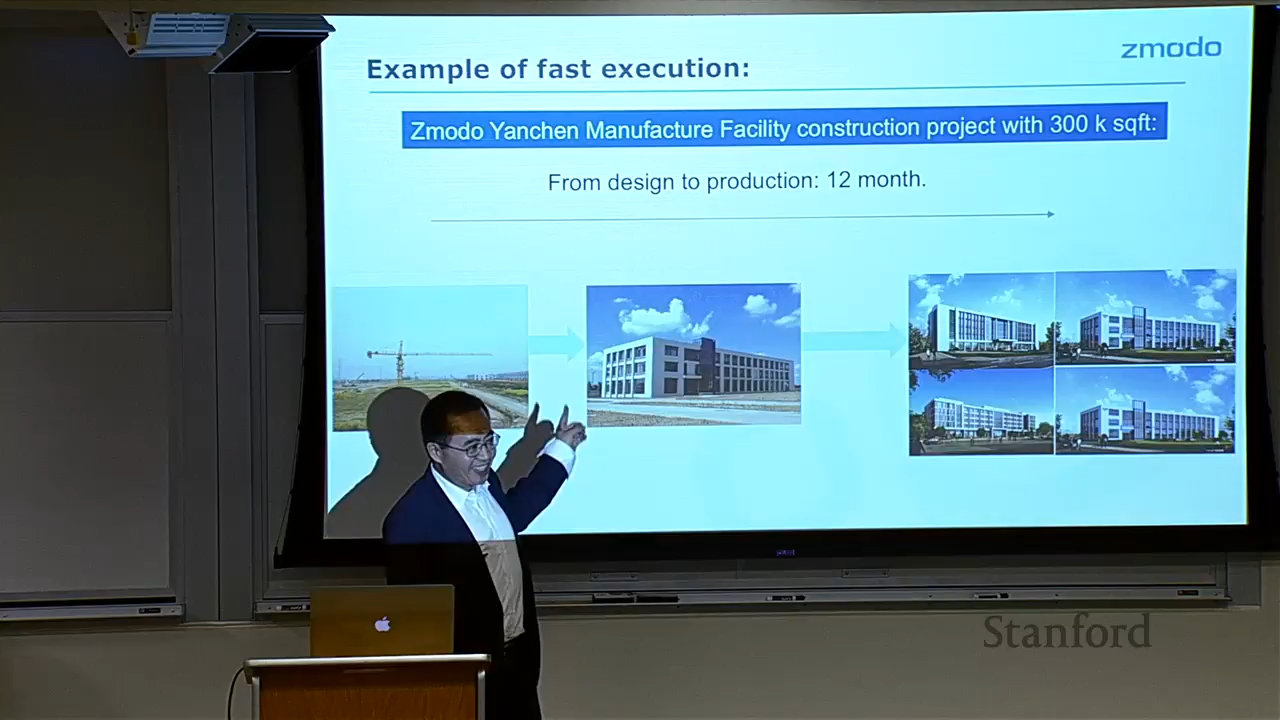 zmodo
Example of fast execution:
Zmodo Yanchen Manufacture Facility construction project with 300 k sqft:
From design to production: 12 month.
Stanford